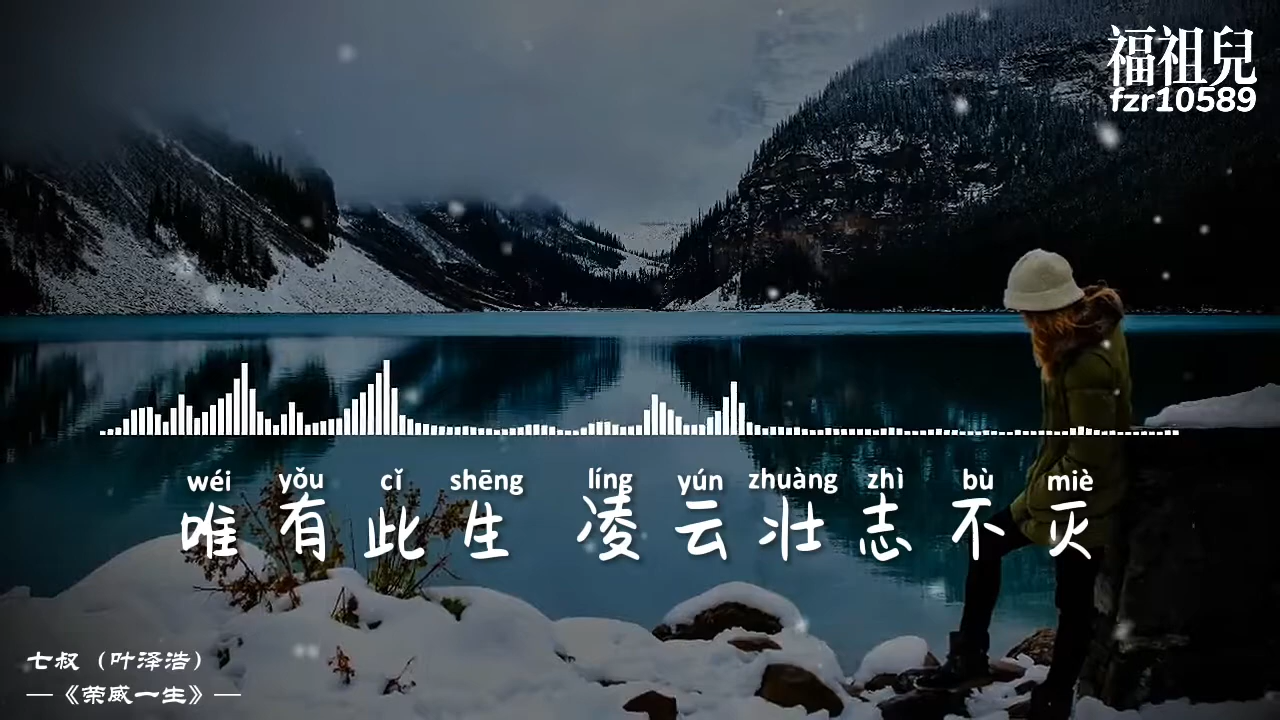 福祖兒
fzr10589
wéi yǒu cǐ shēng líng yún zhuàng zhì bù miè
唯有此生 凌云壮志不灭
七叔（叶泽浩）
—《荣威一生》—